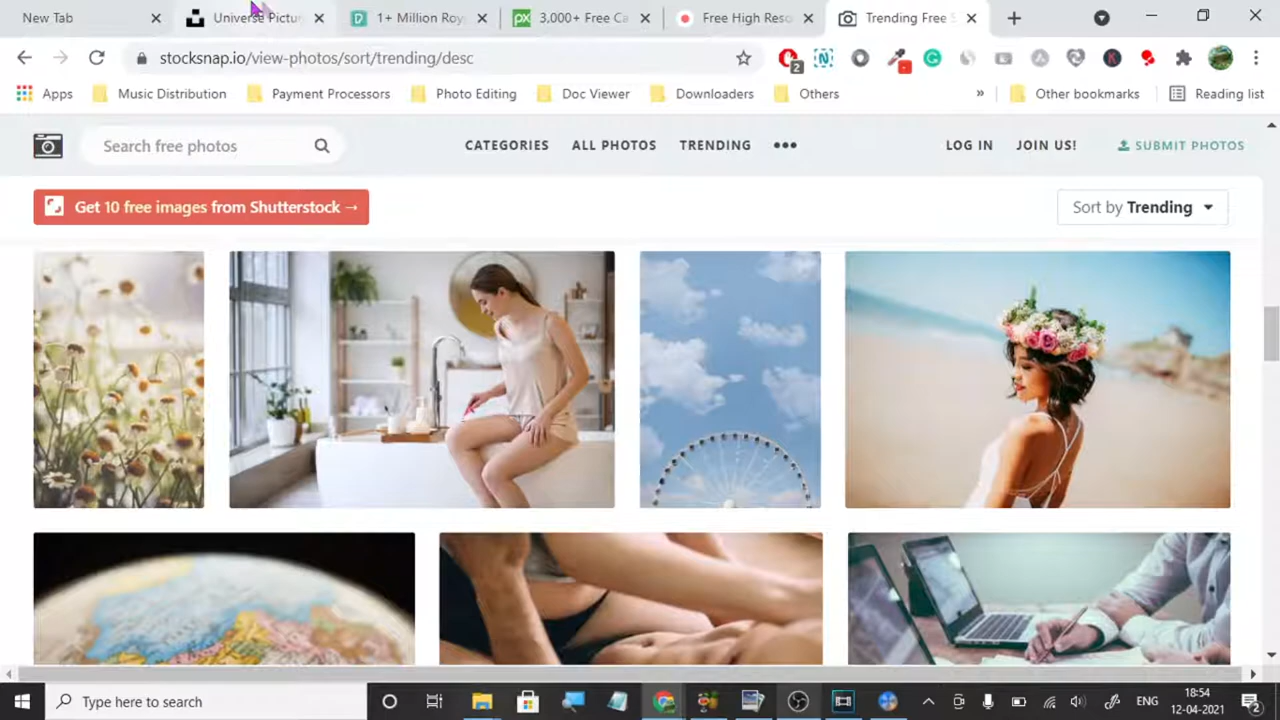 New Tab
Universe Pictu
1+ Million Roy
3,000+ Free Ca
Free High Reso
Trending Free S
stocksnap.io/view-photos/sort/trending/desc
2
Apps
Music Distribution
Payment Processors
Photo Editing
Doc Viewer
Downloaders
Others
»
Other bookmarks
Reading list
Search free photos
CATEGORIES
ALL PHOTOS
TRENDING
LOG IN
JOIN US!
SUBMIT PHOTOS
Get 10 free images from Shutterstock →
Sort by Trending
Type here to search
ENG
18:54
12-04-2021
2